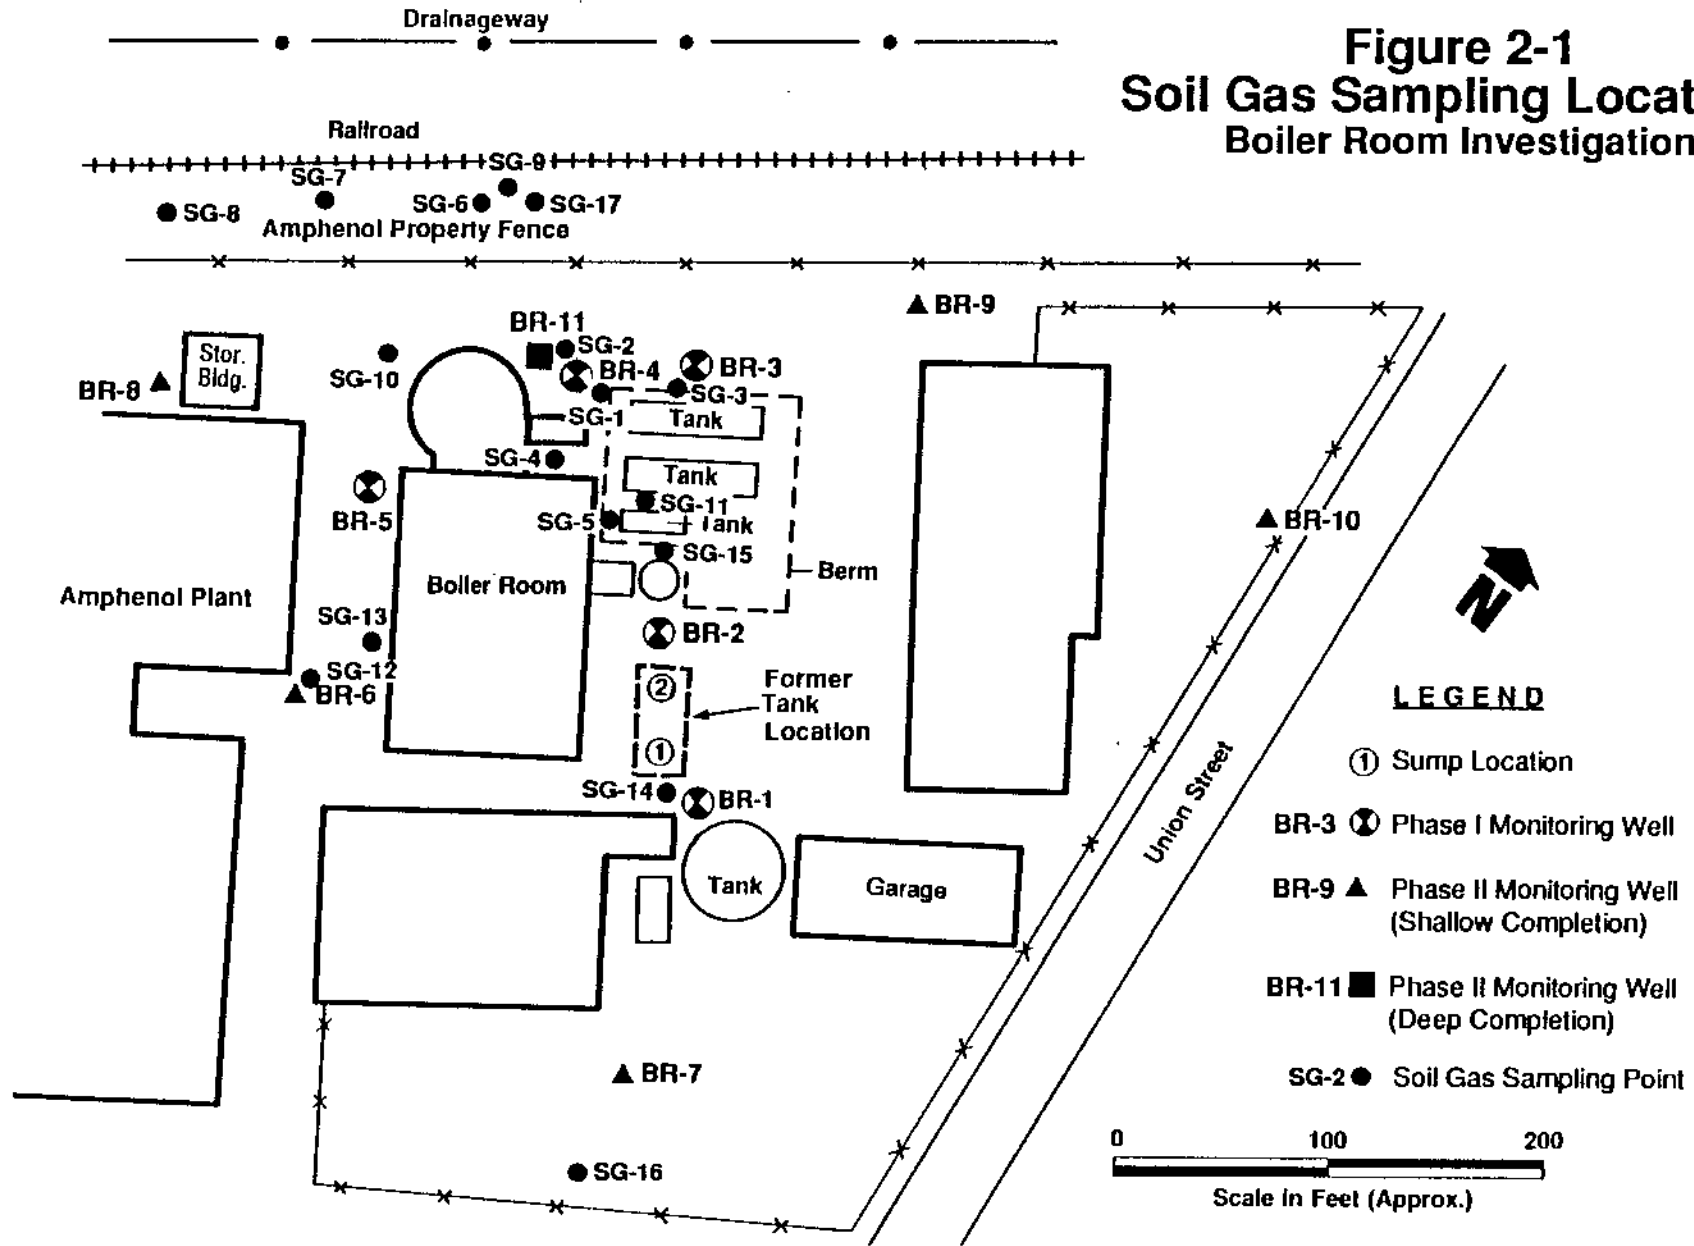 Drainageway
Figure 2-1
Soil Gas Sampling Locat
Boiler Room Investigation
Railroad
SG-9
SG-7
SG-8
SG-6
SG-17
Amphenol Property Fence
BR-9
BR-11
SG-2
Stor.
Bldg.
BR-8
SG-10
BR-4
BR-3
SG-3
SG-1
Tank
SG-4
Tank
SG-11
BR-5
SG-5
Tank
BR-10
SG-15
Berm
Boiler Room
Amphenol Plant
N
SG-13
BR-2
SG-12
BR-6
2
Former
Tank
Location
1
LEGEND
1 Sump Location
SG-14
BR-1
Union Street
BR-3 Phase I Monitoring Well
Tank
Garage
BR-9 Phase II Monitoring Well
(Shallow Completion)
BR-11 Phase II Monitoring Well
(Deep Completion)
BR-7
SG-2 Soil Gas Sampling Point
SG-16
0 100 200
Scale in Feet (Approx.)